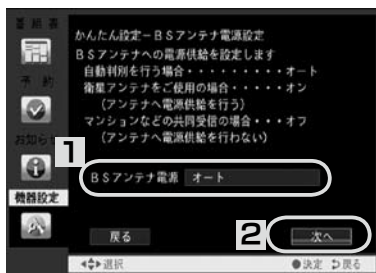 番組表
予約
お知らせ
機器設定
かんたん設定－BSアンテナ電源設定
BSアンテナへの電源供給を設定します
自動判別を行う場合・・・・・・・・・オート
衛星アンテナをご使用の場合・・・・・オン
(アンテナへ電源供給を行う)
マンションなどの共同受信の場合・・・オフ
(アンテナへ電源供給を行わない)
1
BSアンテナ電源 オート
2
戻る 次へ
選択 決定 戻る